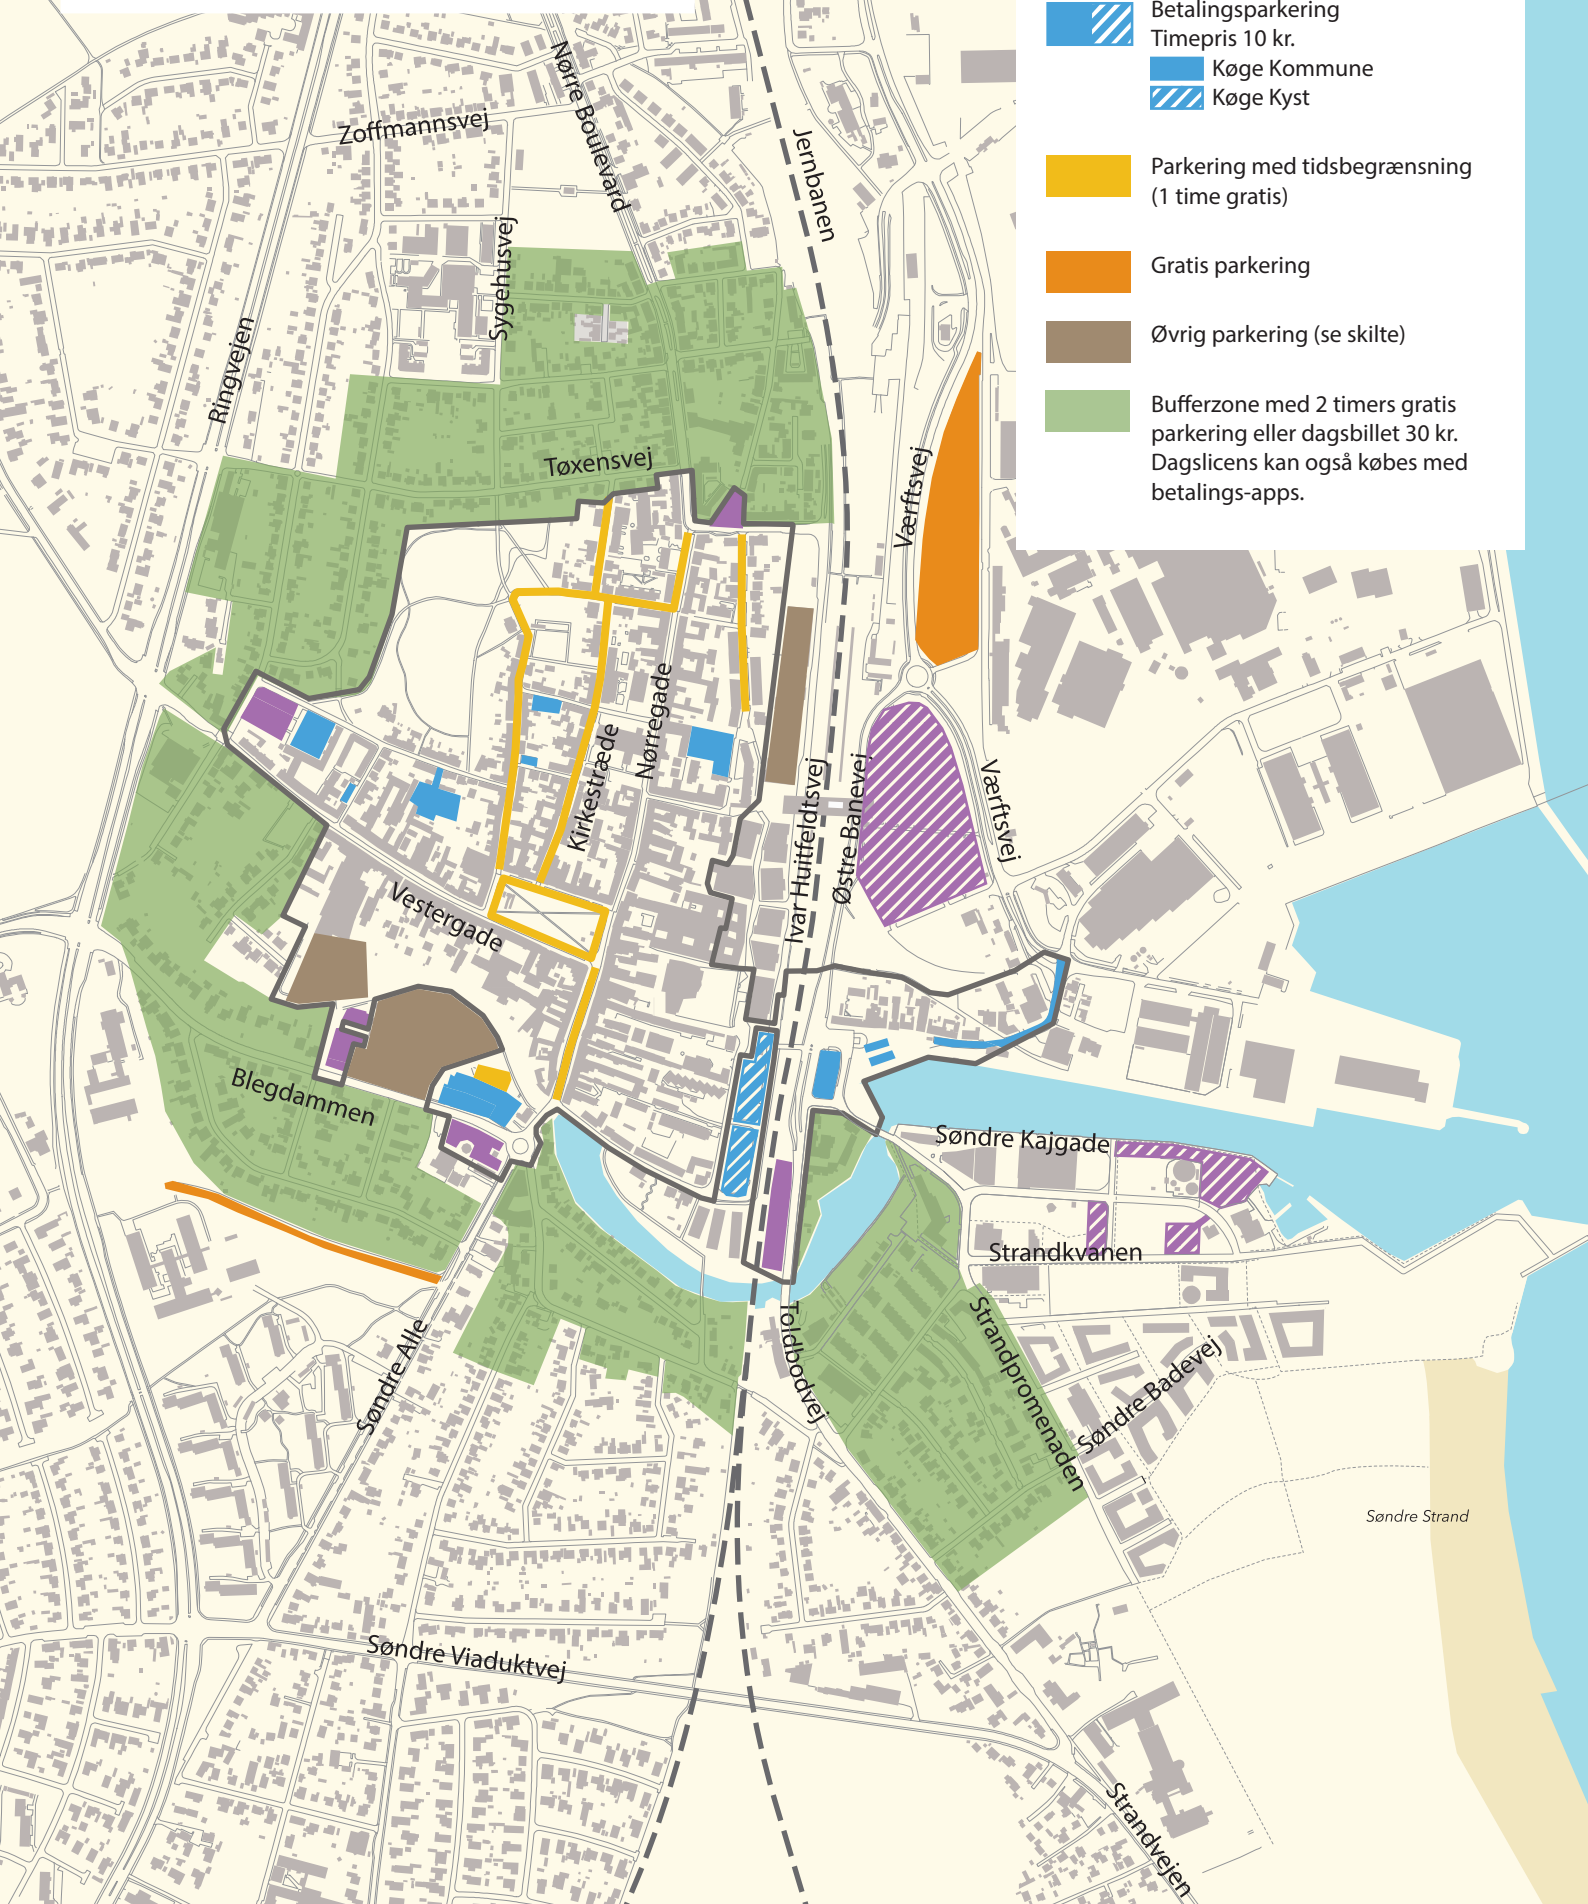 Betalingsparkering
Timepris 10 kr.
Køge Kommune
Køge Kyst
Parkering med tidsbegrænsning
(1 time gratis)
Gratis parkering
Øvrig parkering (se skilte)
Bufferzone med 2 timers gratis
parkering eller dagsbillet 30 kr.
Dagslicens kan også købes med
betalings-apps.
Zoffmannsvej
Nørre Boulevard
Jernbanen
Sygehusvej
Ringvejen
Tøxensvej
Værftsvej
Nørregade
Kirkestræde
Ivar Huitfeldtsvej
Østre Banevej
Værftsvej
Vestergade
Blegdammen
Søndre Kajgade
Strandkvanen
Søndre Alle
Toldbodvej
Strandpromenaden
Søndre Badevej
Søndre Strand
Søndre Viaduktvej
Strandvejen